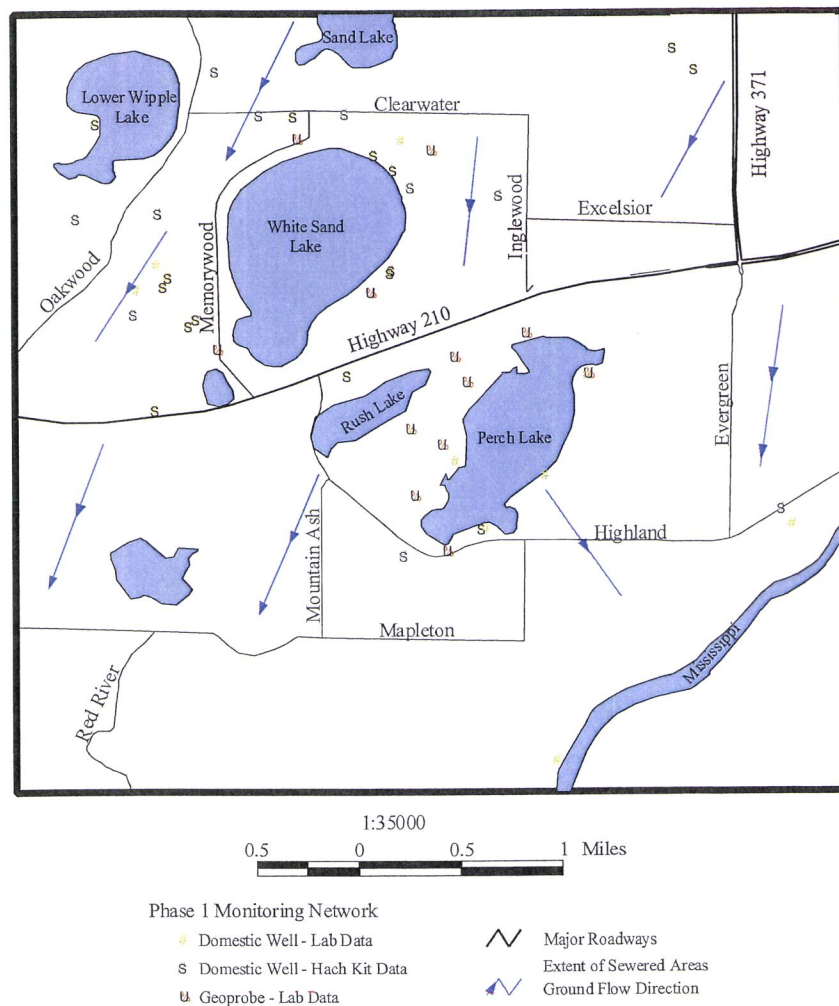 Sand Lake
Lower Wipple
Lake
Clearwater
Highway 371
White Sand
Lake
Inglewood
Excelsior
Oakwood
Memorywood
Highway 210
Rush Lake
Perch Lake
Evergreen
Mountain Ash
Highland
Mapleton
Mississippi
Red River
1:35000
0.5 0 0.5 1 Miles
Phase 1 Monitoring Network
# Domestic Well - Lab Data
S Domestic Well - Hach Kit Data
Geoprobe - Lab Data
Major Roadways
Extent of Sewered Areas
Ground Flow Direction